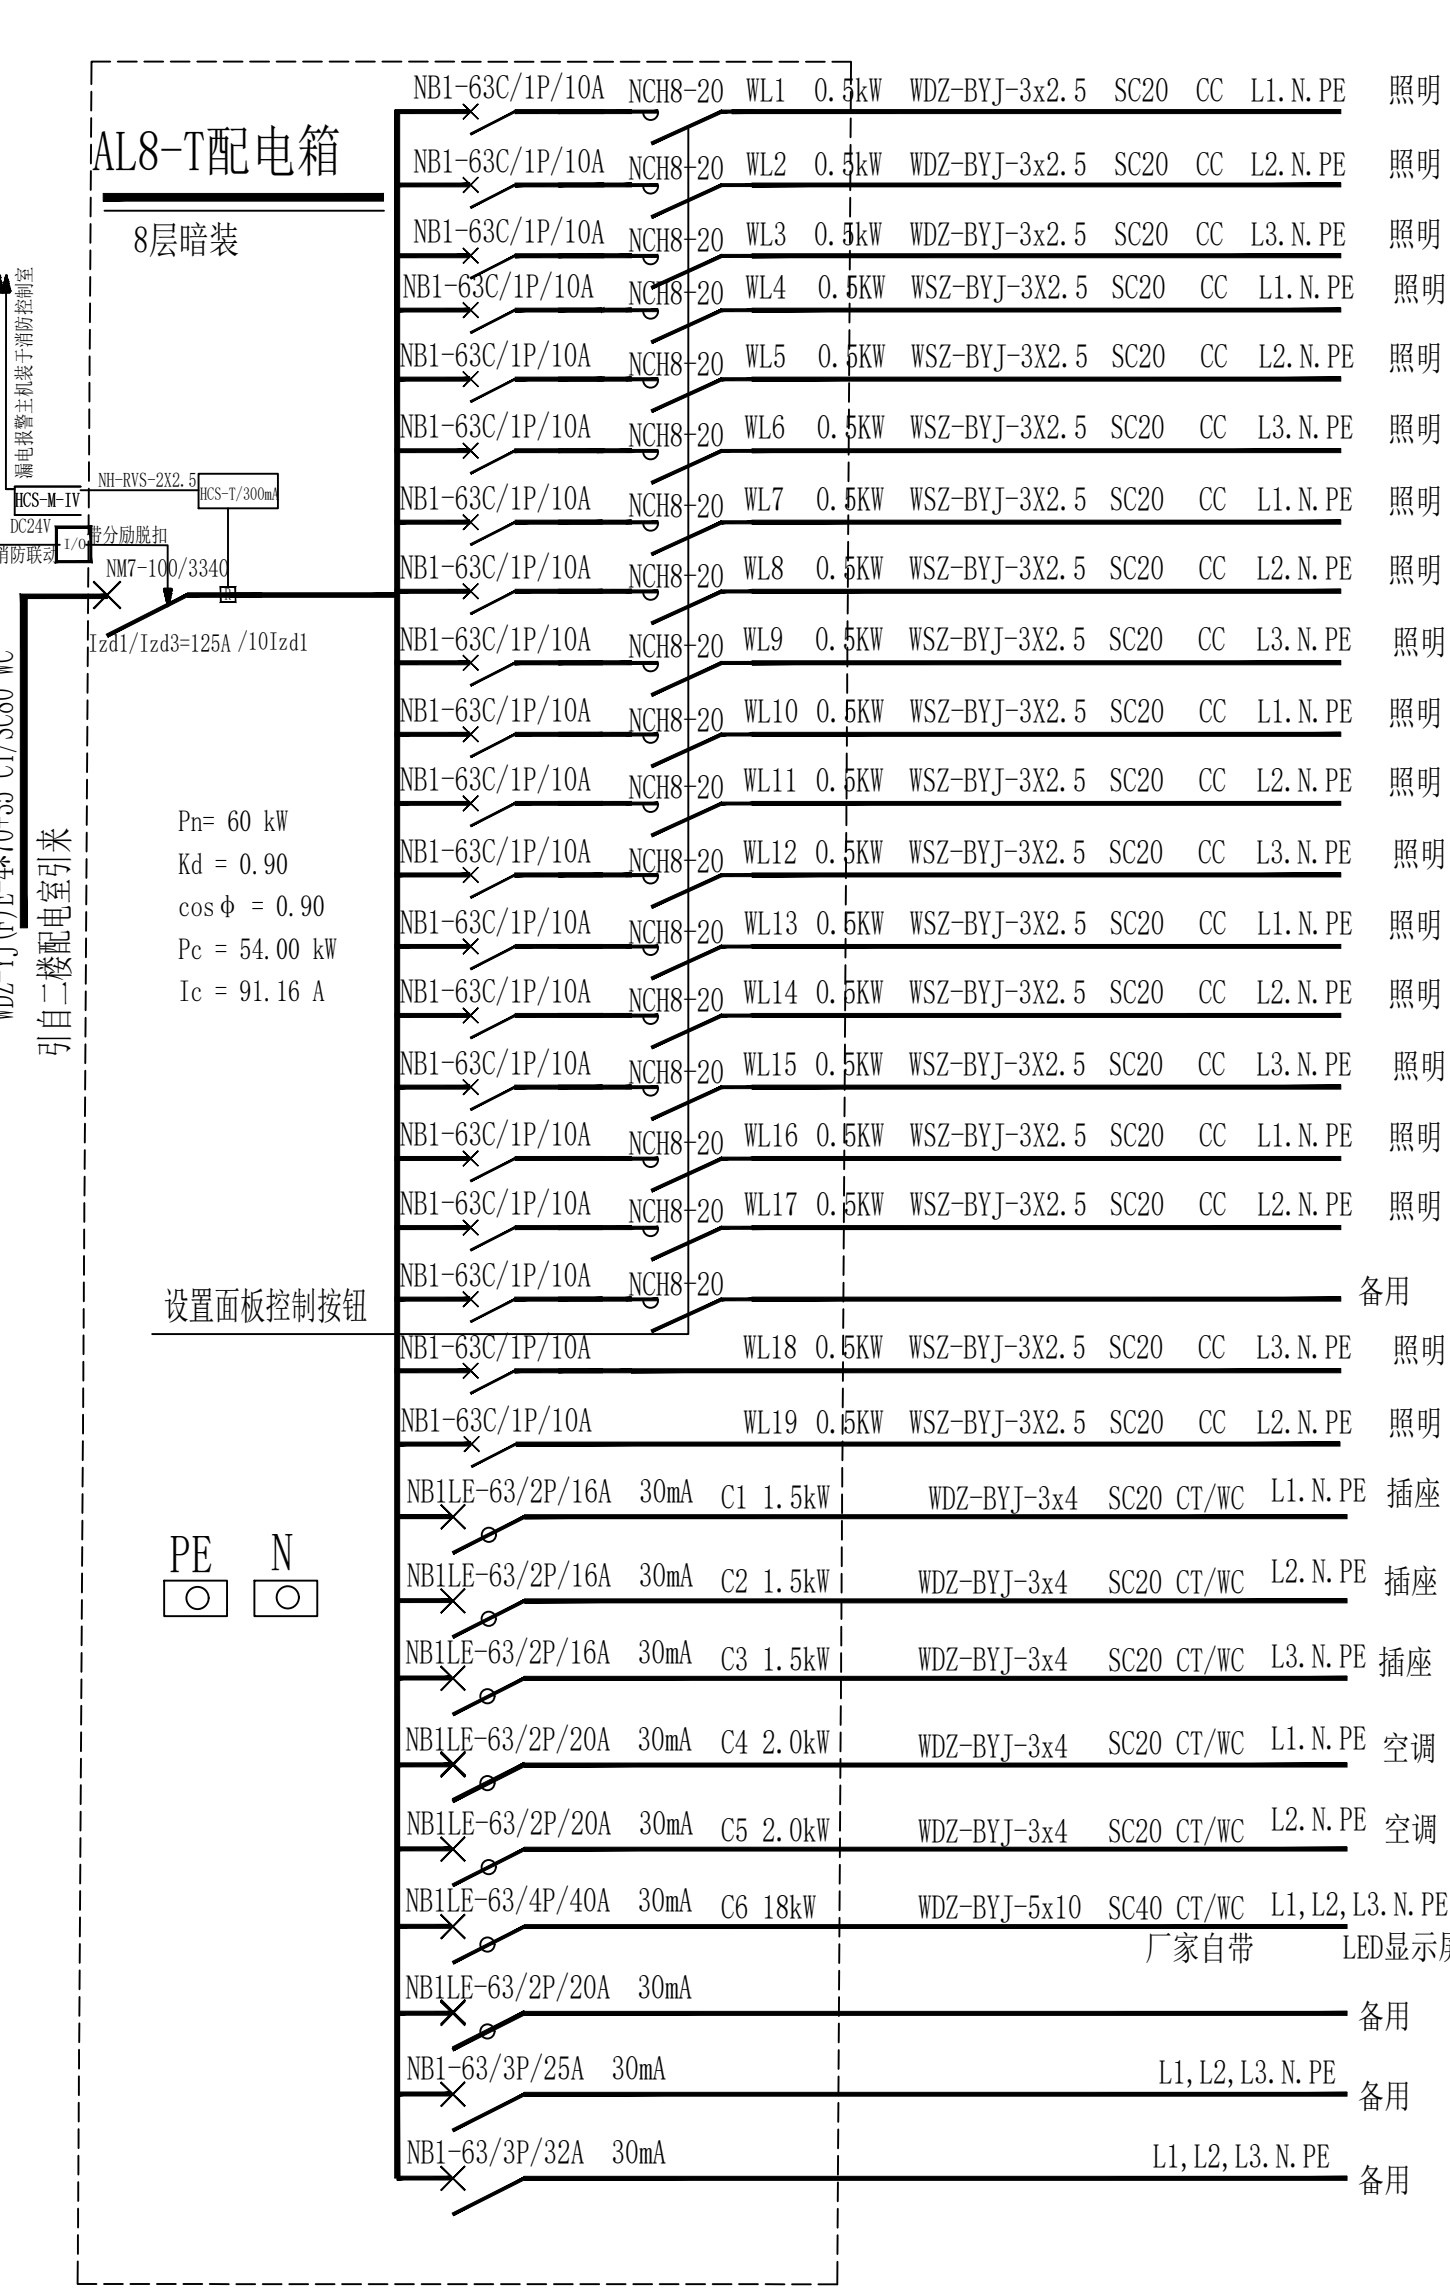 AL8-T配电箱
8层暗装
漏电报警主机装于消防控制室
HCS-M-IV
NH-RVS-2X2.5
HCS-T/300mA
DC24V
消防联动
I/O
带分励脱扣
NM7-100/3340
Izd1/Izd3=125A /10Izd1
引自二楼配电室引来
Pn= 60 kW
Kd = 0.90
cosφ = 0.90
Pc = 54.00 kW
Ic = 91.16 A
设置面板控制按钮
PE N
NB1-63C/1P/10A NCH8-20 WL1 0.5kW WDZ-BYJ-3x2.5 SC20 CC L1.N.PE 照明
NB1-63C/1P/10A NCH8-20 WL2 0.5kW WDZ-BYJ-3x2.5 SC20 CC L2.N.PE 照明
NB1-63C/1P/10A NCH8-20 WL3 0.5kW WDZ-BYJ-3x2.5 SC20 CC L3.N.PE 照明
NB1-63C/1P/10A NCH8-20 WL4 0.5KW WSZ-BYJ-3X2.5 SC20 CC L1.N.PE 照明
NB1-63C/1P/10A NCH8-20 WL5 0.5KW WSZ-BYJ-3X2.5 SC20 CC L2.N.PE 照明
NB1-63C/1P/10A NCH8-20 WL6 0.5KW WSZ-BYJ-3X2.5 SC20 CC L3.N.PE 照明
NB1-63C/1P/10A NCH8-20 WL7 0.5KW WSZ-BYJ-3X2.5 SC20 CC L1.N.PE 照明
NB1-63C/1P/10A NCH8-20 WL8 0.5KW WSZ-BYJ-3X2.5 SC20 CC L2.N.PE 照明
NB1-63C/1P/10A NCH8-20 WL9 0.5KW WSZ-BYJ-3X2.5 SC20 CC L3.N.PE 照明
NB1-63C/1P/10A NCH8-20 WL10 0.5KW WSZ-BYJ-3X2.5 SC20 CC L1.N.PE 照明
NB1-63C/1P/10A NCH8-20 WL11 0.5KW WSZ-BYJ-3X2.5 SC20 CC L2.N.PE 照明
NB1-63C/1P/10A NCH8-20 WL12 0.5KW WSZ-BYJ-3X2.5 SC20 CC L3.N.PE 照明
NB1-63C/1P/10A NCH8-20 WL13 0.5KW WSZ-BYJ-3X2.5 SC20 CC L1.N.PE 照明
NB1-63C/1P/10A NCH8-20 WL14 0.5KW WSZ-BYJ-3X2.5 SC20 CC L2.N.PE 照明
NB1-63C/1P/10A NCH8-20 WL15 0.5KW WSZ-BYJ-3X2.5 SC20 CC L3.N.PE 照明
NB1-63C/1P/10A NCH8-20 WL16 0.5KW WSZ-BYJ-3X2.5 SC20 CC L1.N.PE 照明
NB1-63C/1P/10A NCH8-20 WL17 0.5KW WSZ-BYJ-3X2.5 SC20 CC L2.N.PE 照明
NB1-63C/1P/10A NCH8-20 备用
NB1-63C/1P/10A WL18 0.5KW WSZ-BYJ-3X2.5 SC20 CC L3.N.PE 照明
NB1-63C/1P/10A WL19 0.5KW WSZ-BYJ-3X2.5 SC20 CC L2.N.PE 照明
NB1LE-63/2P/16A 30mA C1 1.5kW WDZ-BYJ-3x4 SC20 CT/WC L1.N.PE 插座
NB1LE-63/2P/16A 30mA C2 1.5kW WDZ-BYJ-3x4 SC20 CT/WC L2.N.PE 插座
NB1LE-63/2P/16A 30mA C3 1.5kW WDZ-BYJ-3x4 SC20 CT/WC L3.N.PE 插座
NB1LE-63/2P/20A 30mA C4 2.0kW WDZ-BYJ-3x4 SC20 CT/WC L1.N.PE 空调
NB1LE-63/2P/20A 30mA C5 2.0kW WDZ-BYJ-3x4 SC20 CT/WC L2.N.PE 空调
NB1LE-63/4P/40A 30mA C6 18kW WDZ-BYJ-5x10 SC40 CT/WC L1,L2,L3.N.PE
厂家自带 LED显示屏
NB1LE-63/2P/20A 30mA 备用
NB1-63/3P/25A 30mA L1,L2,L3.N.PE 备用
NB1-63/3P/32A 30mA L1,L2,L3.N.PE 备用